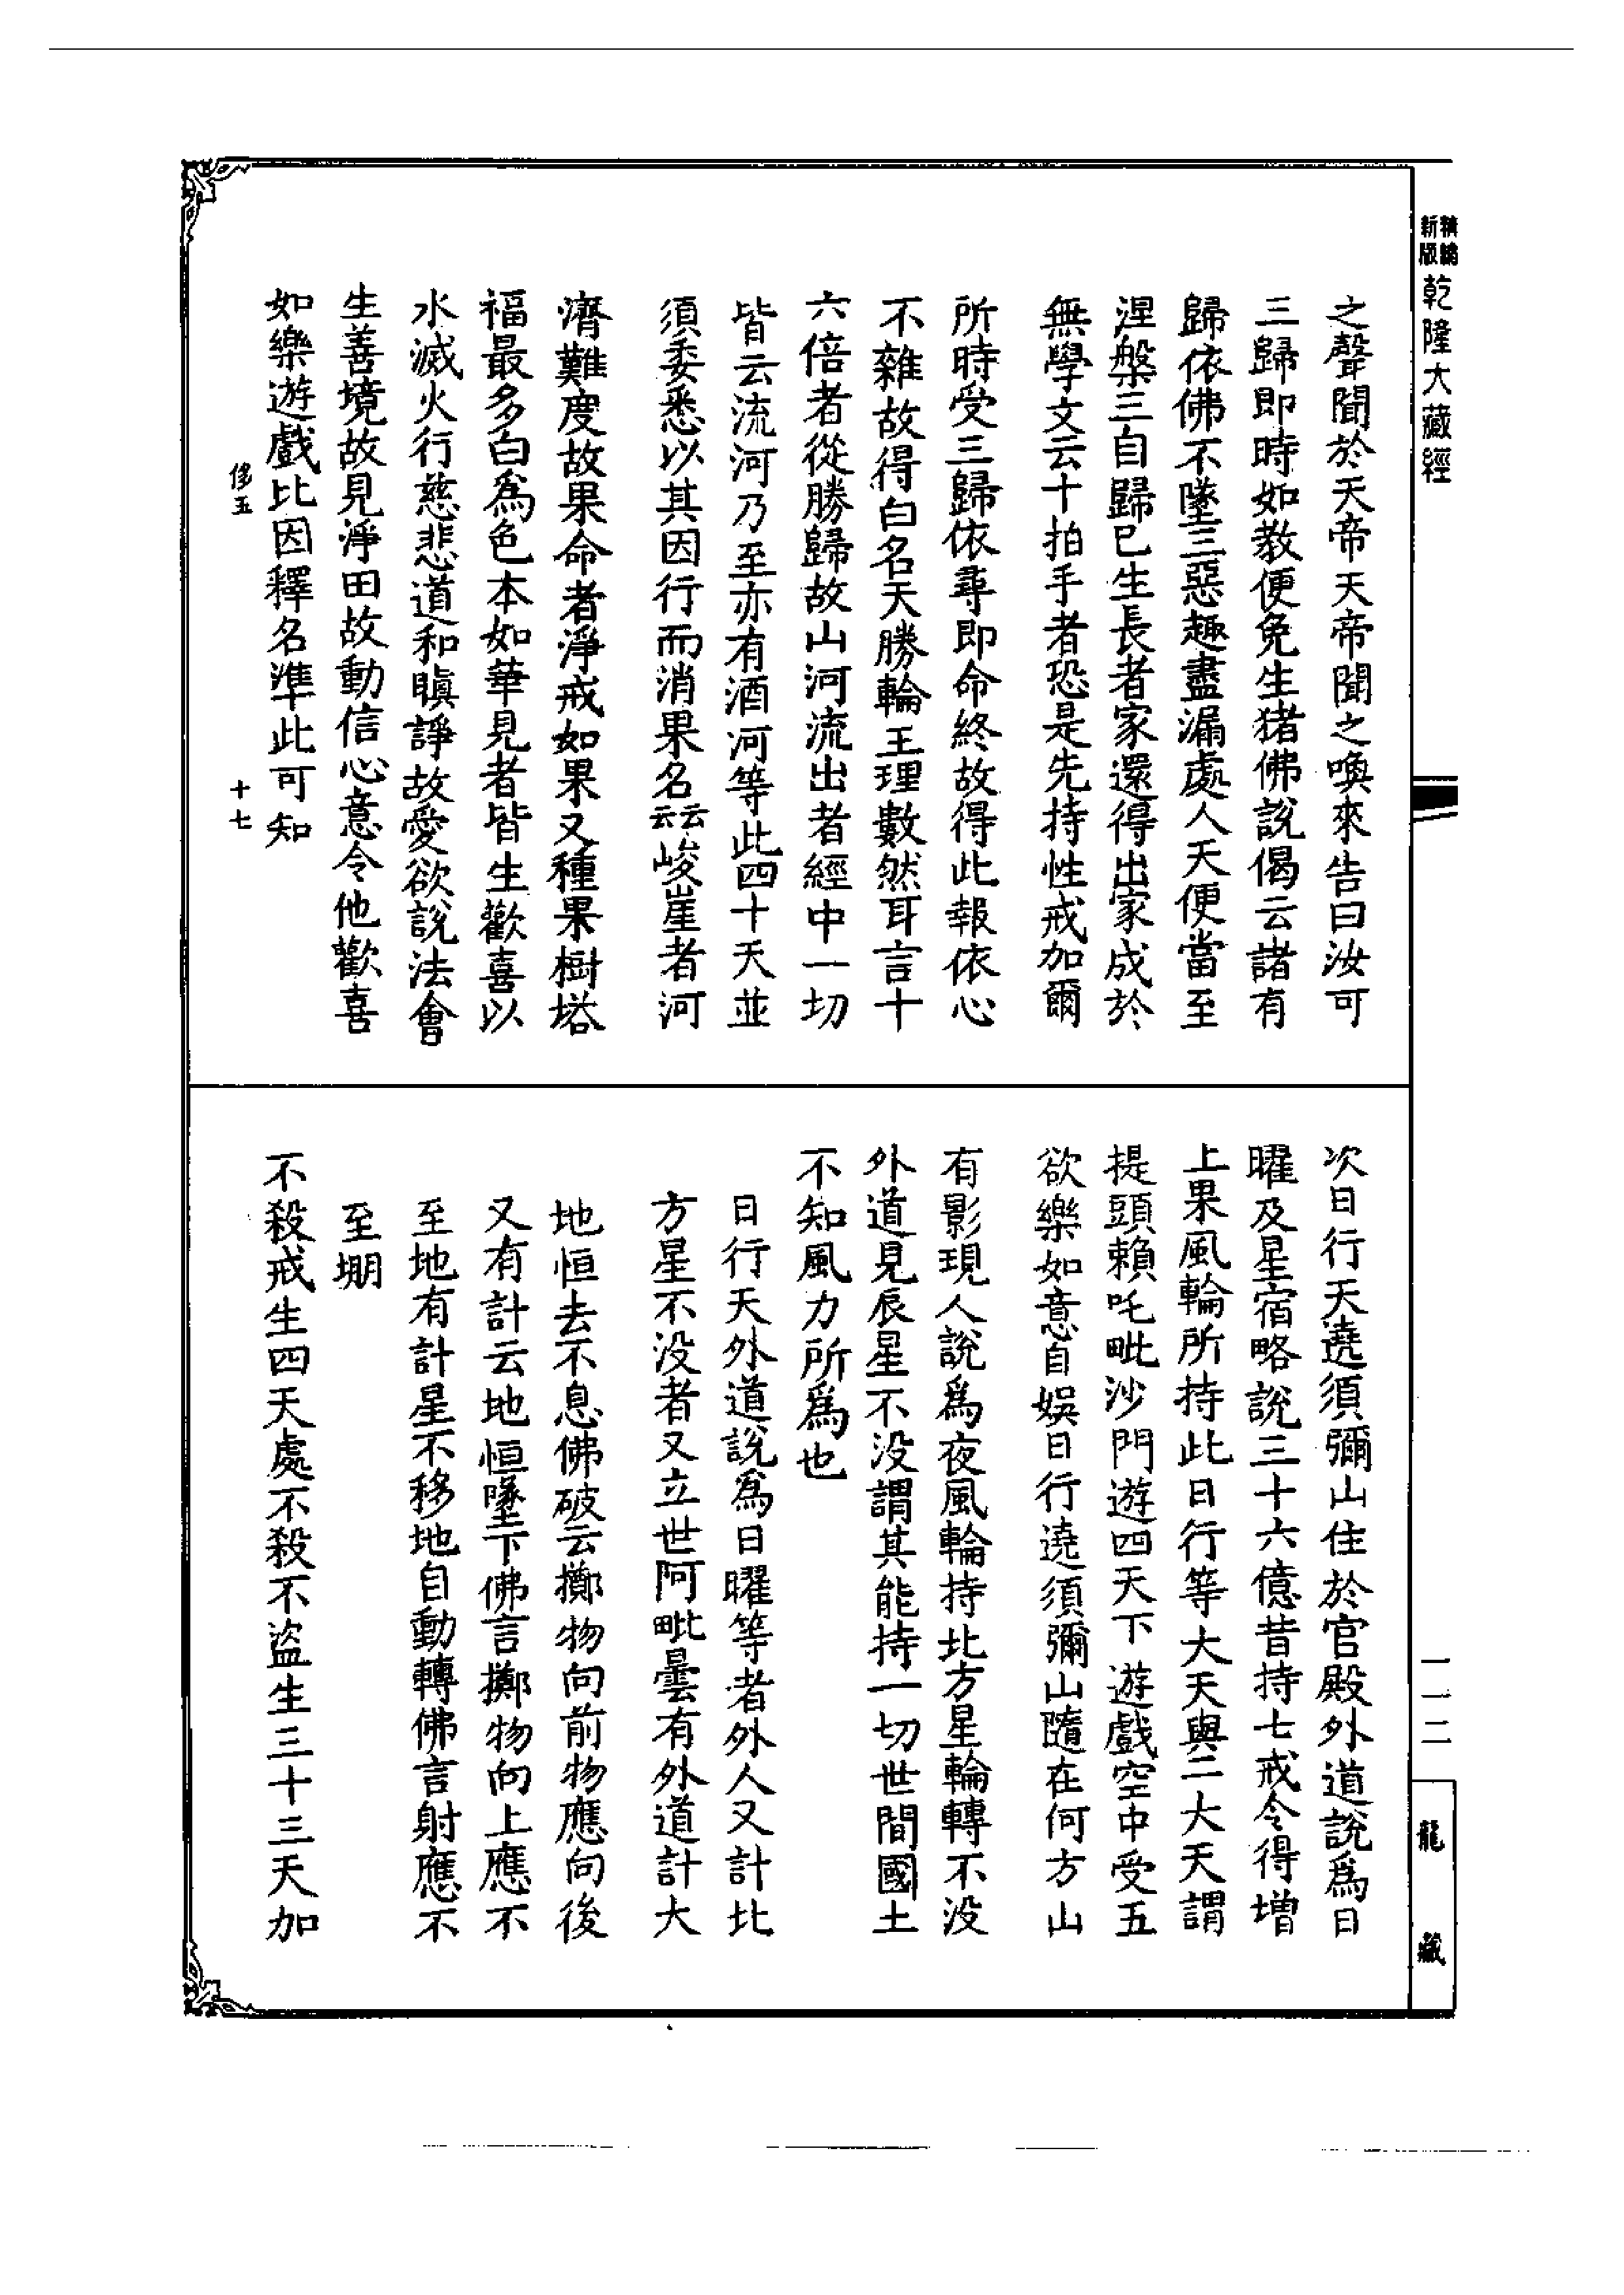 新版精編
乾隆大藏經
一一二
龍藏
之聲聞於天帝天帝聞之喚來告曰汝可
三歸即時如教便免生猪佛說偈云諸有
歸依佛不墜三惡趣盡漏處人天便當至
涅槃三自歸已生長者家還得出家成於
無學文云十拍手者恐是先持性戒加爾
所時受三歸依尋即命終故得此報依心
不雜故得白名天勝輪王理數然耳言十
六倍者從勝歸故山河流出者經中一切
皆云流河乃至亦有酒河等此四十天並
須委悉以其因行而消果名云云峻崖者河
濟難度故果命者淨戒如果又種果樹塔
福最多白為色本如華見者皆生歡喜以
水滅火行慈悲道和瞋諍故愛欲說法會
生善境故見淨田故動信心意令他歡喜
如樂遊戲比因釋名準此可知
侈五
十七
次日行天遶須彌山住於官殿外道說為日
曜及星宿略說三十六億昔持七戒今得增
上果風輪所持此日行等大天與二大天謂
提頭賴吒毗沙門遊四天下遊戲空中受五
欲樂如意自娛日行遶須彌山隨在何方山
有影現人說為夜風輪持北方星輪轉不没
外道見辰星不没謂其能持一切世間國土
不知風力所為也
日行天外道說為日曜等者外人又計北
方星不没者又立世阿毗曇有外道計大
地恒去不息佛破云擲物向前物應向後
又有計云地恒墜下佛言擲物向上應不
至地有計星不移地自動轉佛言射應不
至堋
不殺戒生四天處不殺不盜生三十三天加